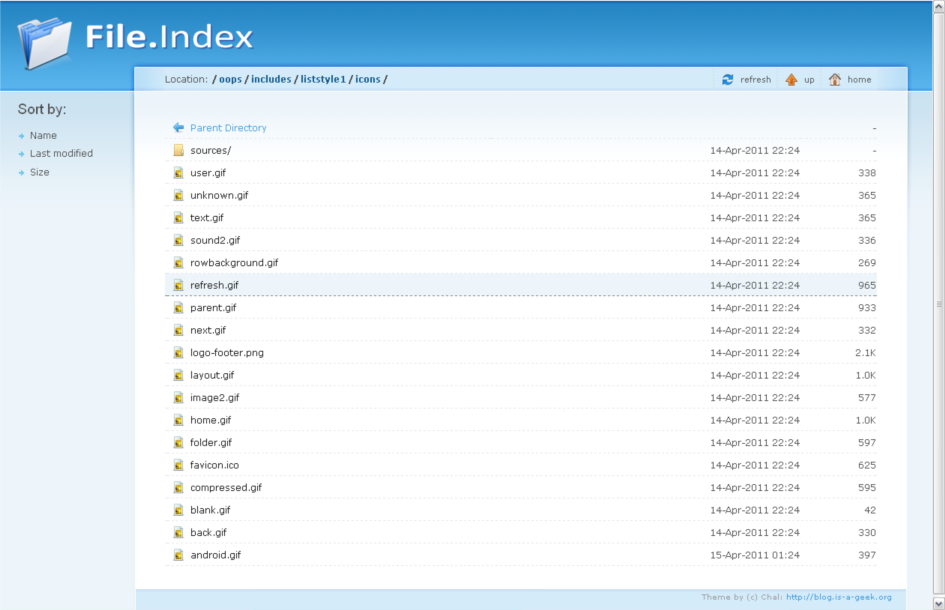 File.Index
Location: / oops / includes / liststyle1 / icons /
refresh
up
home
Sort by:
Name
Last modified
Size
Parent Directory -
sources/ 14-Apr-2011 22:24 -
user.gif 14-Apr-2011 22:24 338
unknown.gif 14-Apr-2011 22:24 365
text.gif 14-Apr-2011 22:24 365
sound2.gif 14-Apr-2011 22:24 336
rowbackground.gif 14-Apr-2011 22:24 269
refresh.gif 14-Apr-2011 22:24 965
parent.gif 14-Apr-2011 22:24 933
next.gif 14-Apr-2011 22:24 332
logo-footer.png 14-Apr-2011 22:24 2.1K
layout.gif 14-Apr-2011 22:24 1.0K
image2.gif 14-Apr-2011 22:24 577
home.gif 14-Apr-2011 22:24 1.0K
folder.gif 14-Apr-2011 22:24 597
favicon.ico 14-Apr-2011 22:24 625
compressed.gif 14-Apr-2011 22:24 595
blank.gif 14-Apr-2011 22:24 42
back.gif 14-Apr-2011 22:24 330
android.gif 15-Apr-2011 01:24 397
Theme by (c) Chal: http://blog.is-a-geek.org